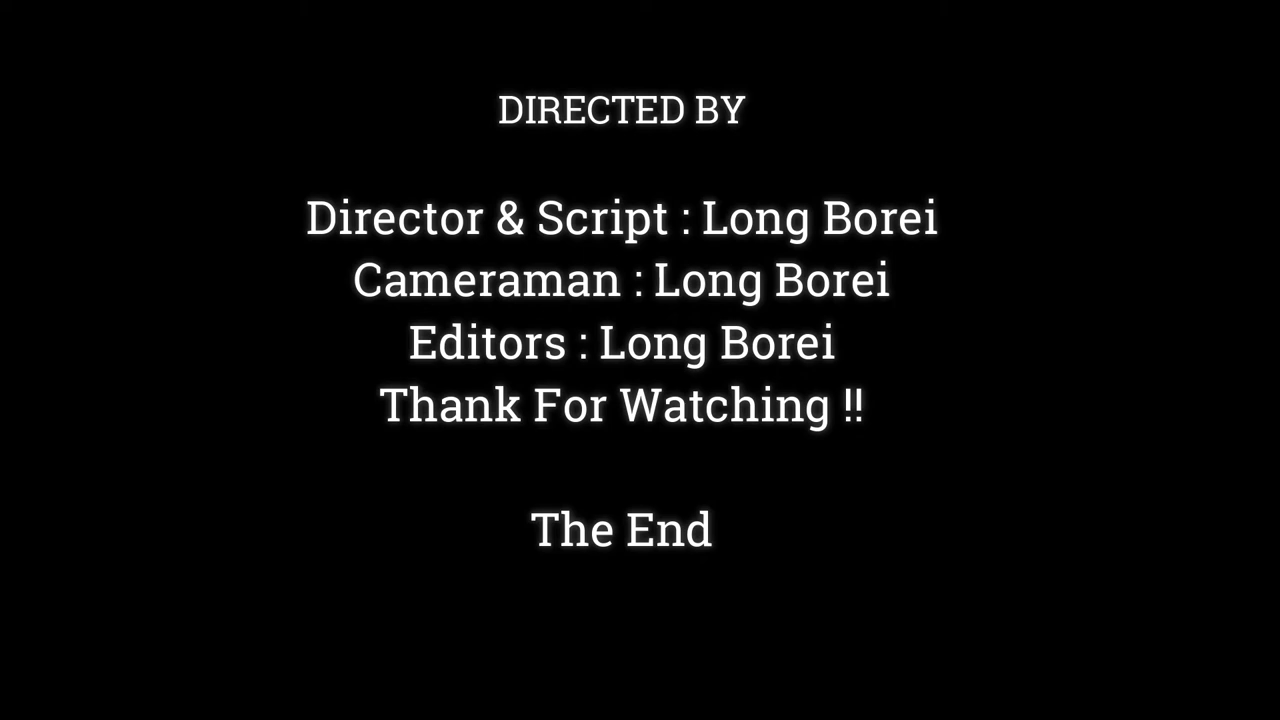 DIRECTED BY
Director & Script : Long Borei
Cameraman : Long Borei
Editors : Long Borei
Thank For Watching !!
The End